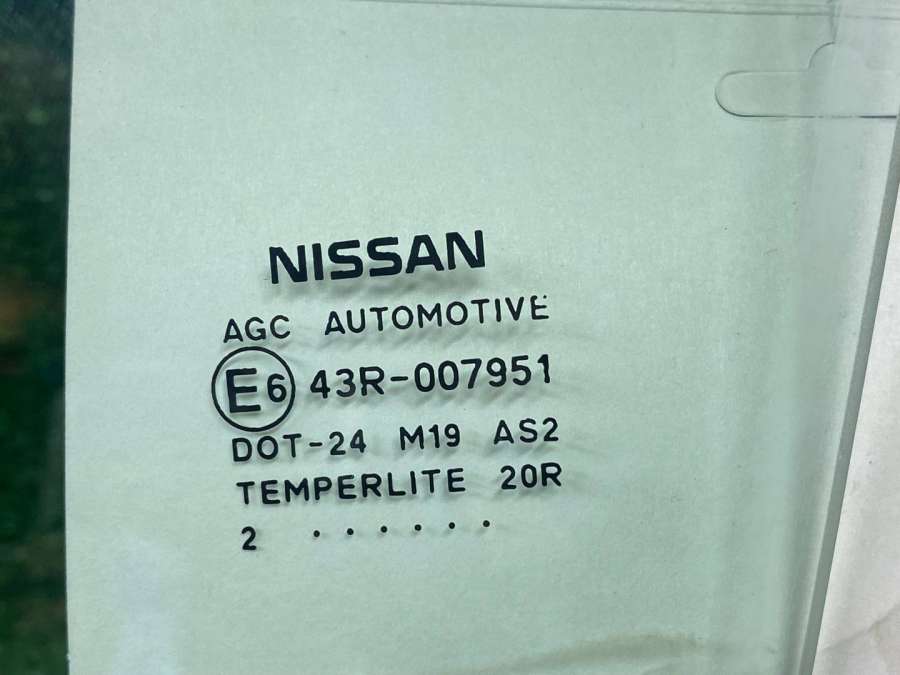 NISSAN
AGC AUTOMOTIVE
E6 43R-007951
DOT-24 M19 AS2
TEMPERLITE 20R
2 . . . . . .